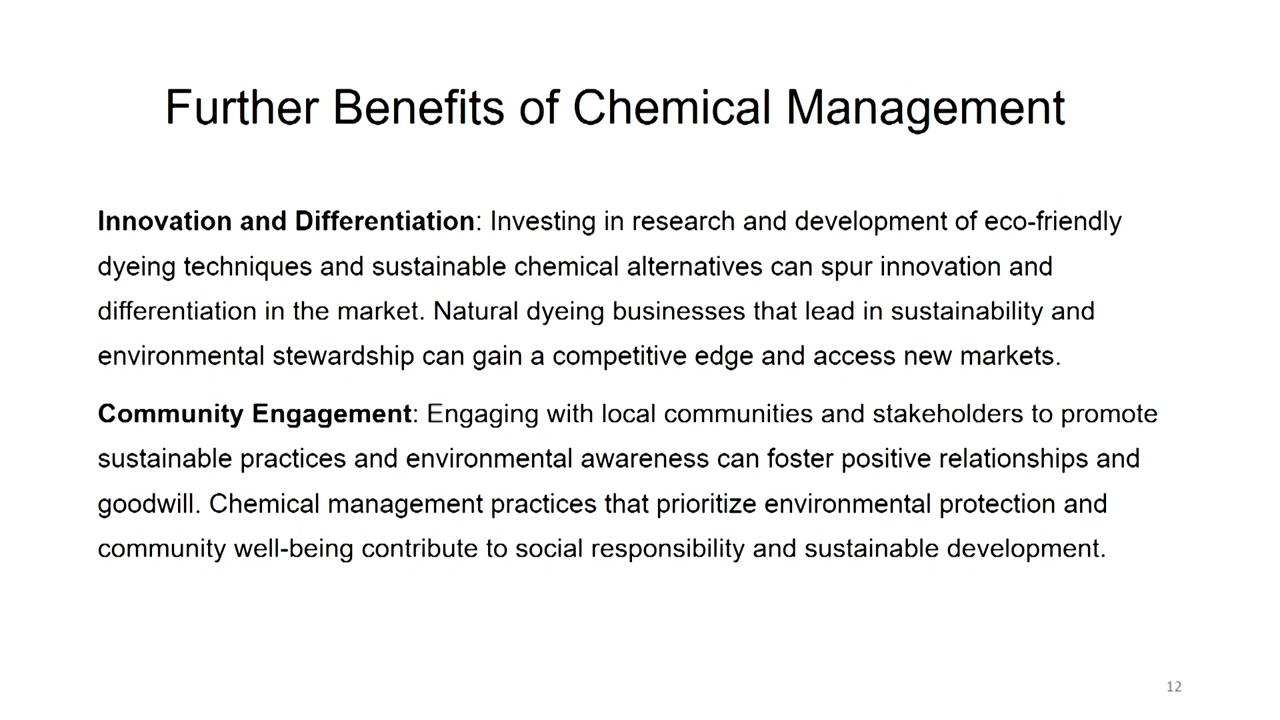 Further Benefits of Chemical Management
Innovation and Differentiation: Investing in research and development of eco-friendly
dyeing techniques and sustainable chemical alternatives can spur innovation and
differentiation in the market. Natural dyeing businesses that lead in sustainability and
environmental stewardship can gain a competitive edge and access new markets.
Community Engagement: Engaging with local communities and stakeholders to promote
sustainable practices and environmental awareness can foster positive relationships and
goodwill. Chemical management practices that prioritize environmental protection and
community well-being contribute to social responsibility and sustainable development.
12